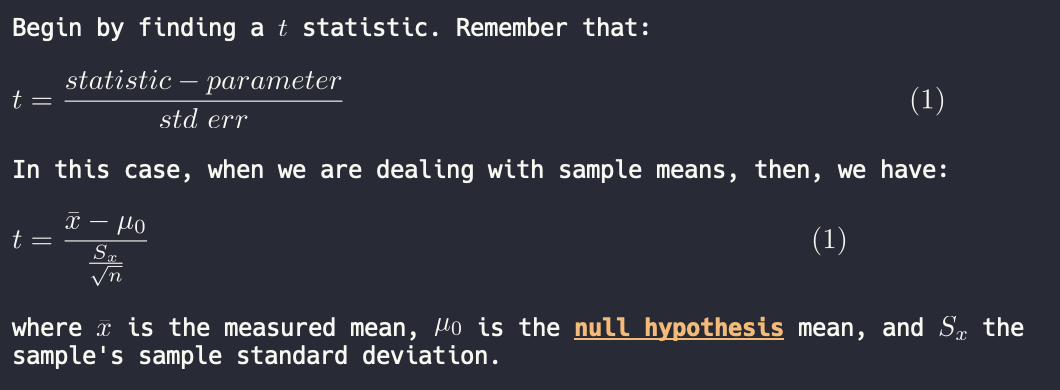 Begin by finding a t statistic. Remember that:
t = \frac{statistic - parameter}{std err} (1)
In this case, when we are dealing with sample means, then, we have:
t = \frac{\bar{x} - \mu_0}{\frac{S_x}{\sqrt{n}}} (1)
where \bar{x} is the measured mean, \mu_0 is the null hypothesis mean, and S_x the
sample's sample standard deviation.